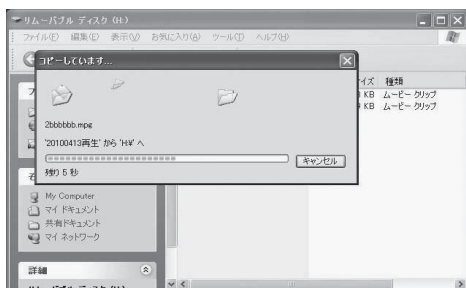 リムーバブル ディスク (H:)
ファイル(F) 編集(E) 表示(V) お気に入り(A) ツール(T) ヘルプ(H)
コピーしています...
イズ 種類
KB ムービー クリップ
KB ムービー クリップ
2bbbbbb.mpg
'20100413再生' から 'H¥' へ
キャンセル
残り 5 秒
My Computer
マイ ドキュメント
共有ドキュメント
マイ ネットワーク
詳細